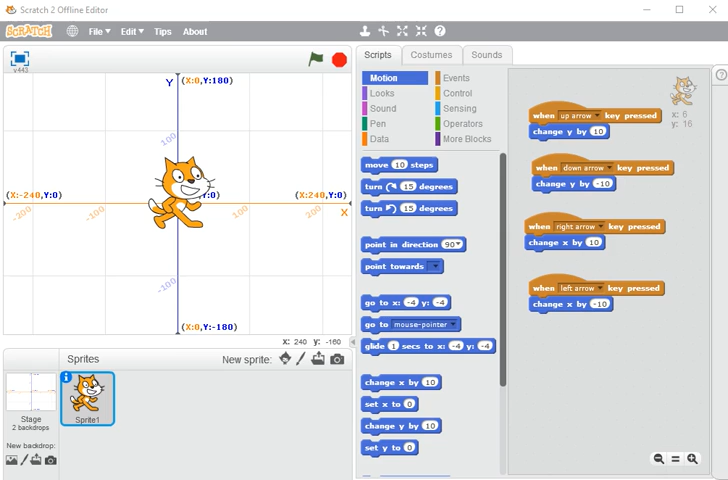 Scratch 2 Offline Editor
SCRATCH File Edit Tips About
v443
Y (X:0,Y:180)
100
(X:-240,Y:0) (X:240,Y:0)
-200 -100 100 200 X
-100
(X:0,Y:-180)
x: 240 y: -160
Sprites New sprite:
Stage
2 backdrops
Sprite1
New backdrop:
Scripts Costumes Sounds
Motion Events
Looks Control
Sound Sensing
Pen Operators
Data More Blocks
move 10 steps
turn 15 degrees
turn 15 degrees
point in direction 90
point towards
go to x: -4 y: -4
go to mouse-pointer
glide 1 secs to x: -4 y: -4
change x by 10
set x to 0
change y by 10
set y to 0
x: 6
y: 16
when up arrow key pressed
change y by 10
when down arrow key pressed
change y by -10
when right arrow key pressed
change x by 10
when left arrow key pressed
change x by -10